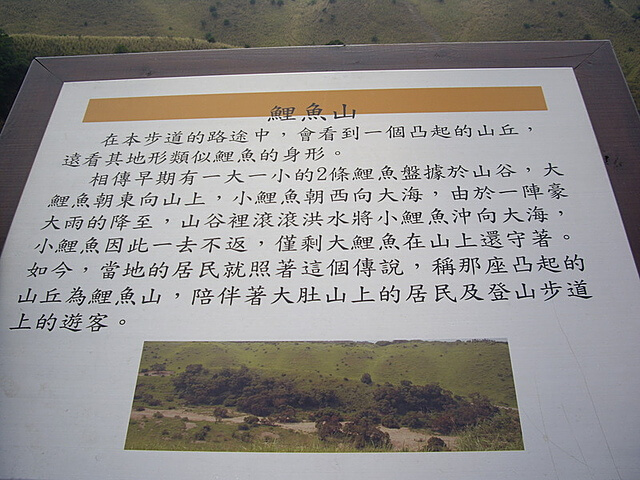 鯉魚山
在本步道的路途中，會看到一個凸起的山丘，
遠看其地形類似鯉魚的身形。
相傳早期有一大一小的2條鯉魚盤據於山谷，大
鯉魚朝東向山上，小鯉魚朝西向大海，由於一陣豪
大雨的降至，山谷裡滾滾洪水將小鯉魚沖向大海，
小鯉魚因此一去不返，僅剩大鯉魚在山上還守著。
如今，當地的居民就照著這個傳說，稱那座凸起的
山丘為鯉魚山，陪伴著大肚山上的居民及登山步道
上的遊客。